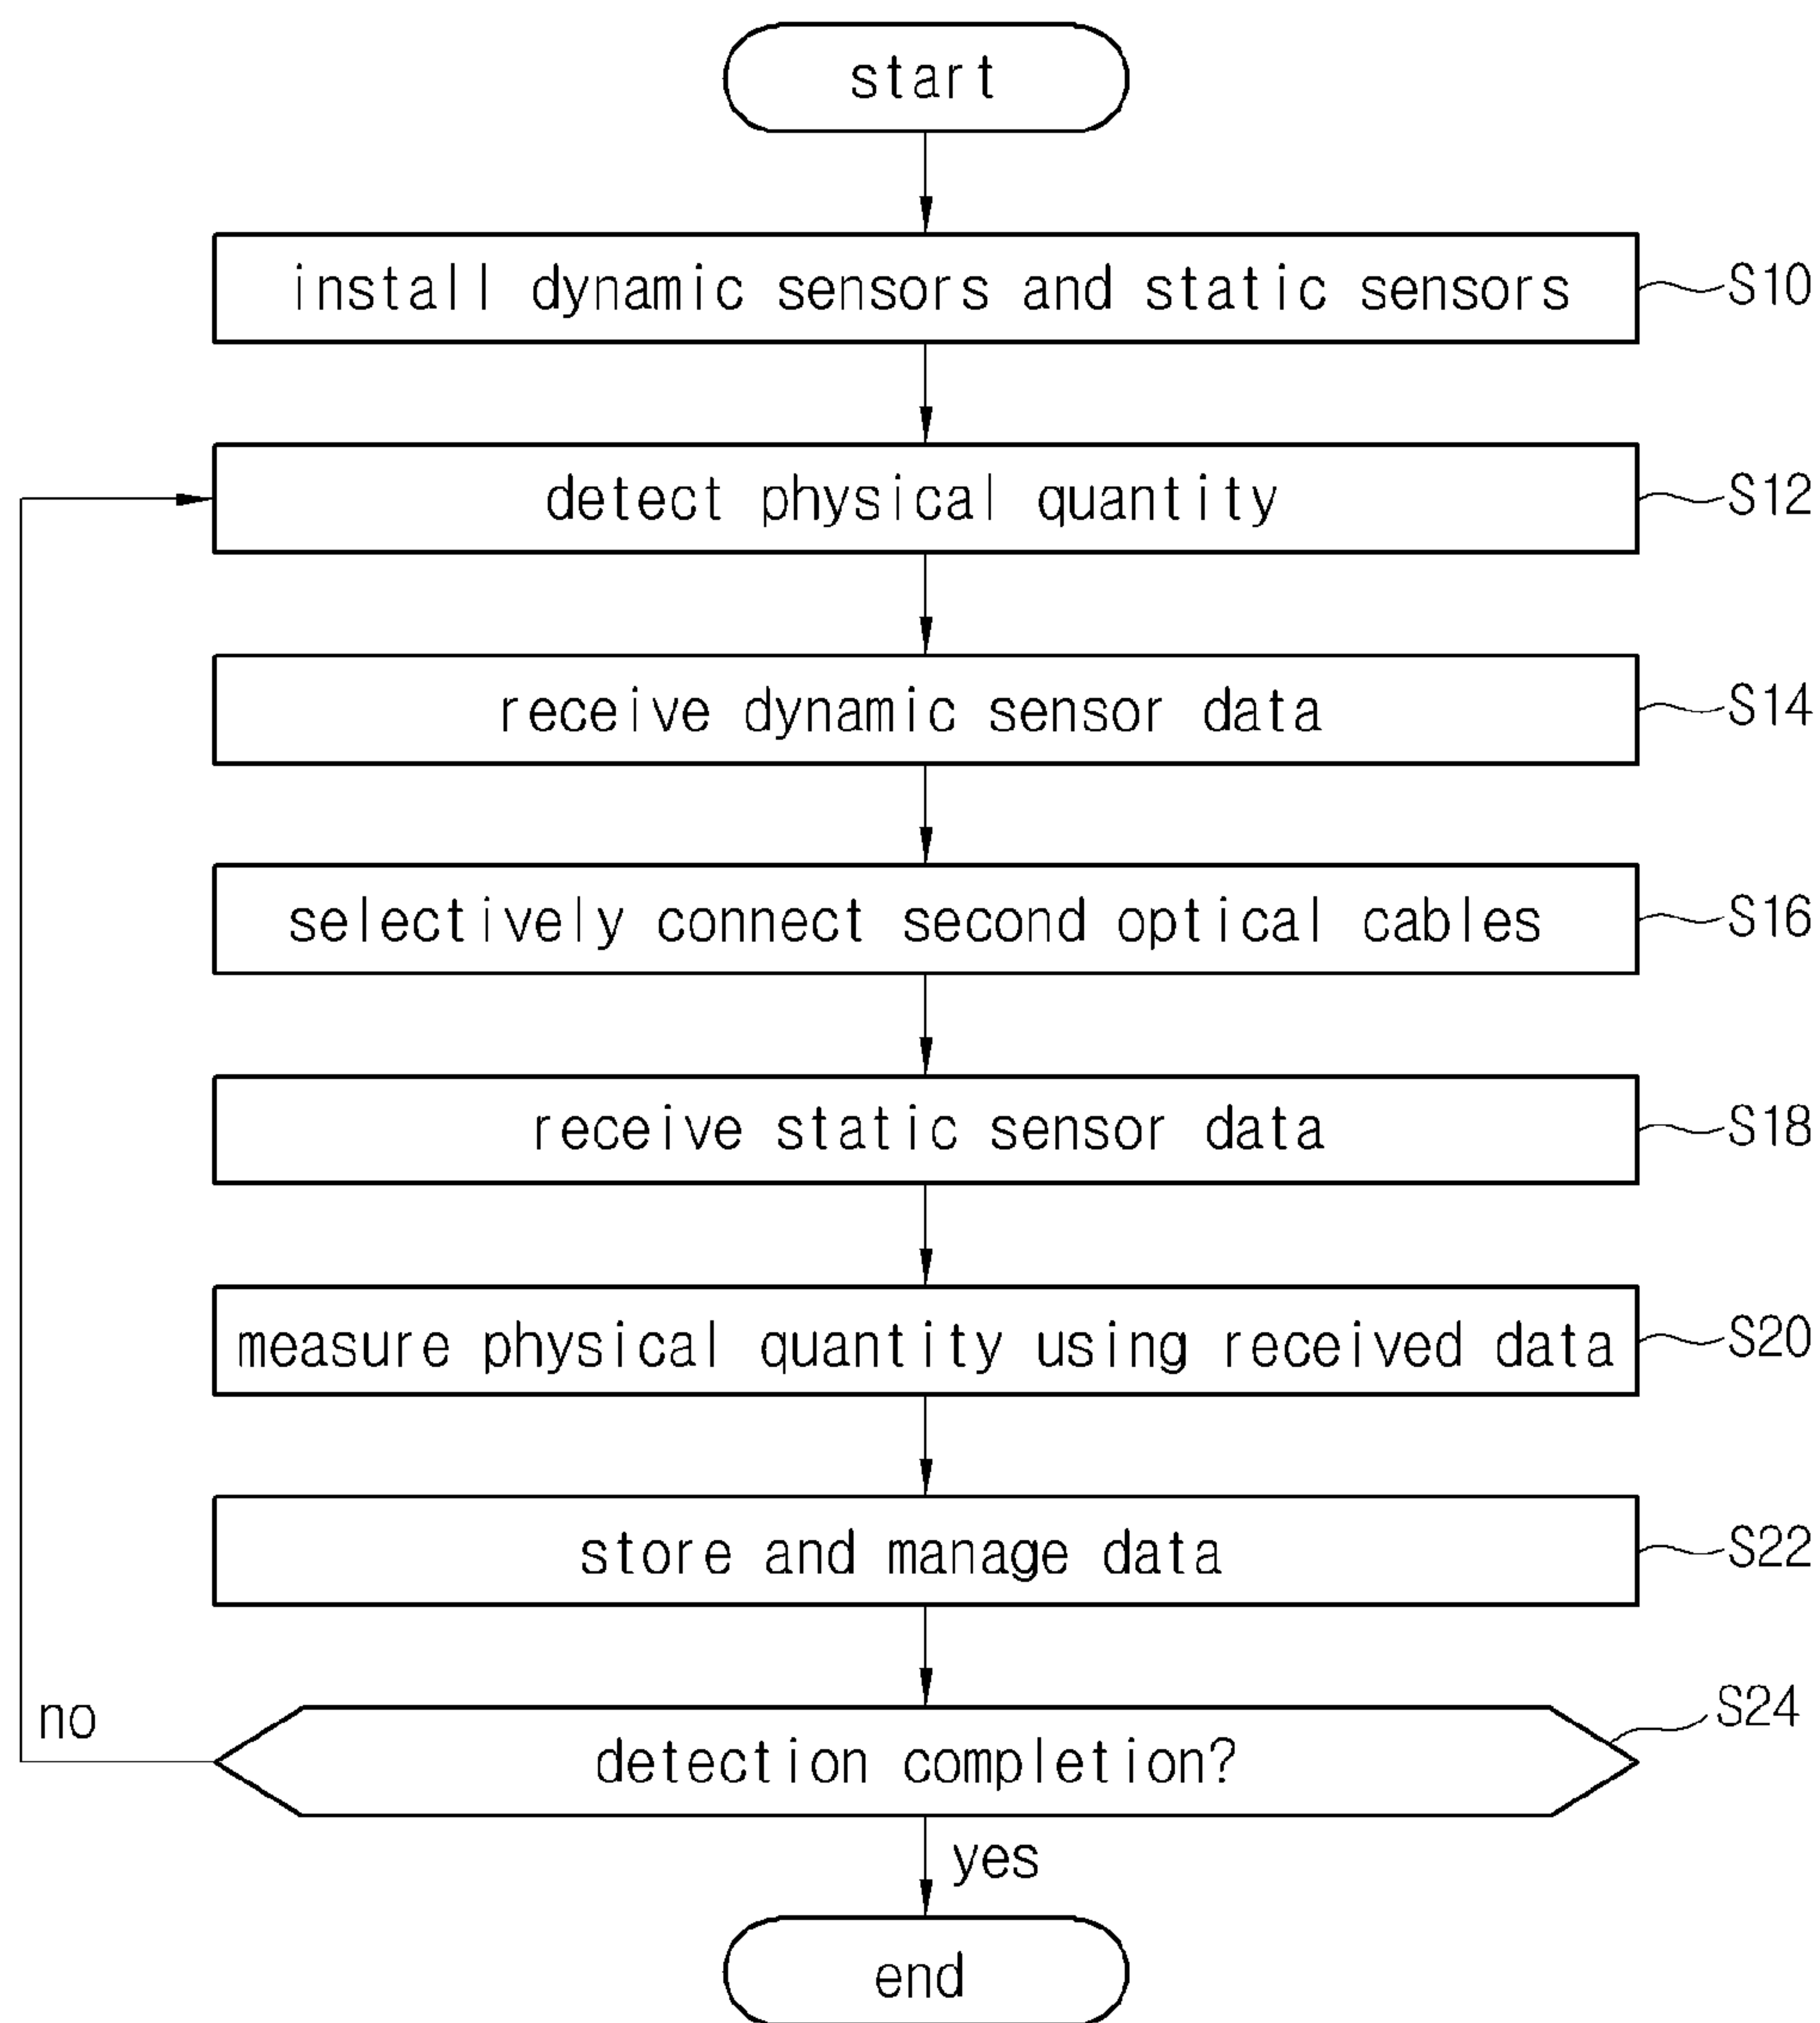 start
install dynamic sensors and static sensors
S10
detect physical quantity
S12
receive dynamic sensor data
S14
selectively connect second optical cables
S16
receive static sensor data
S18
measure physical quantity using received data
S20
store and manage data
S22
no
detection completion?
S24
yes
end